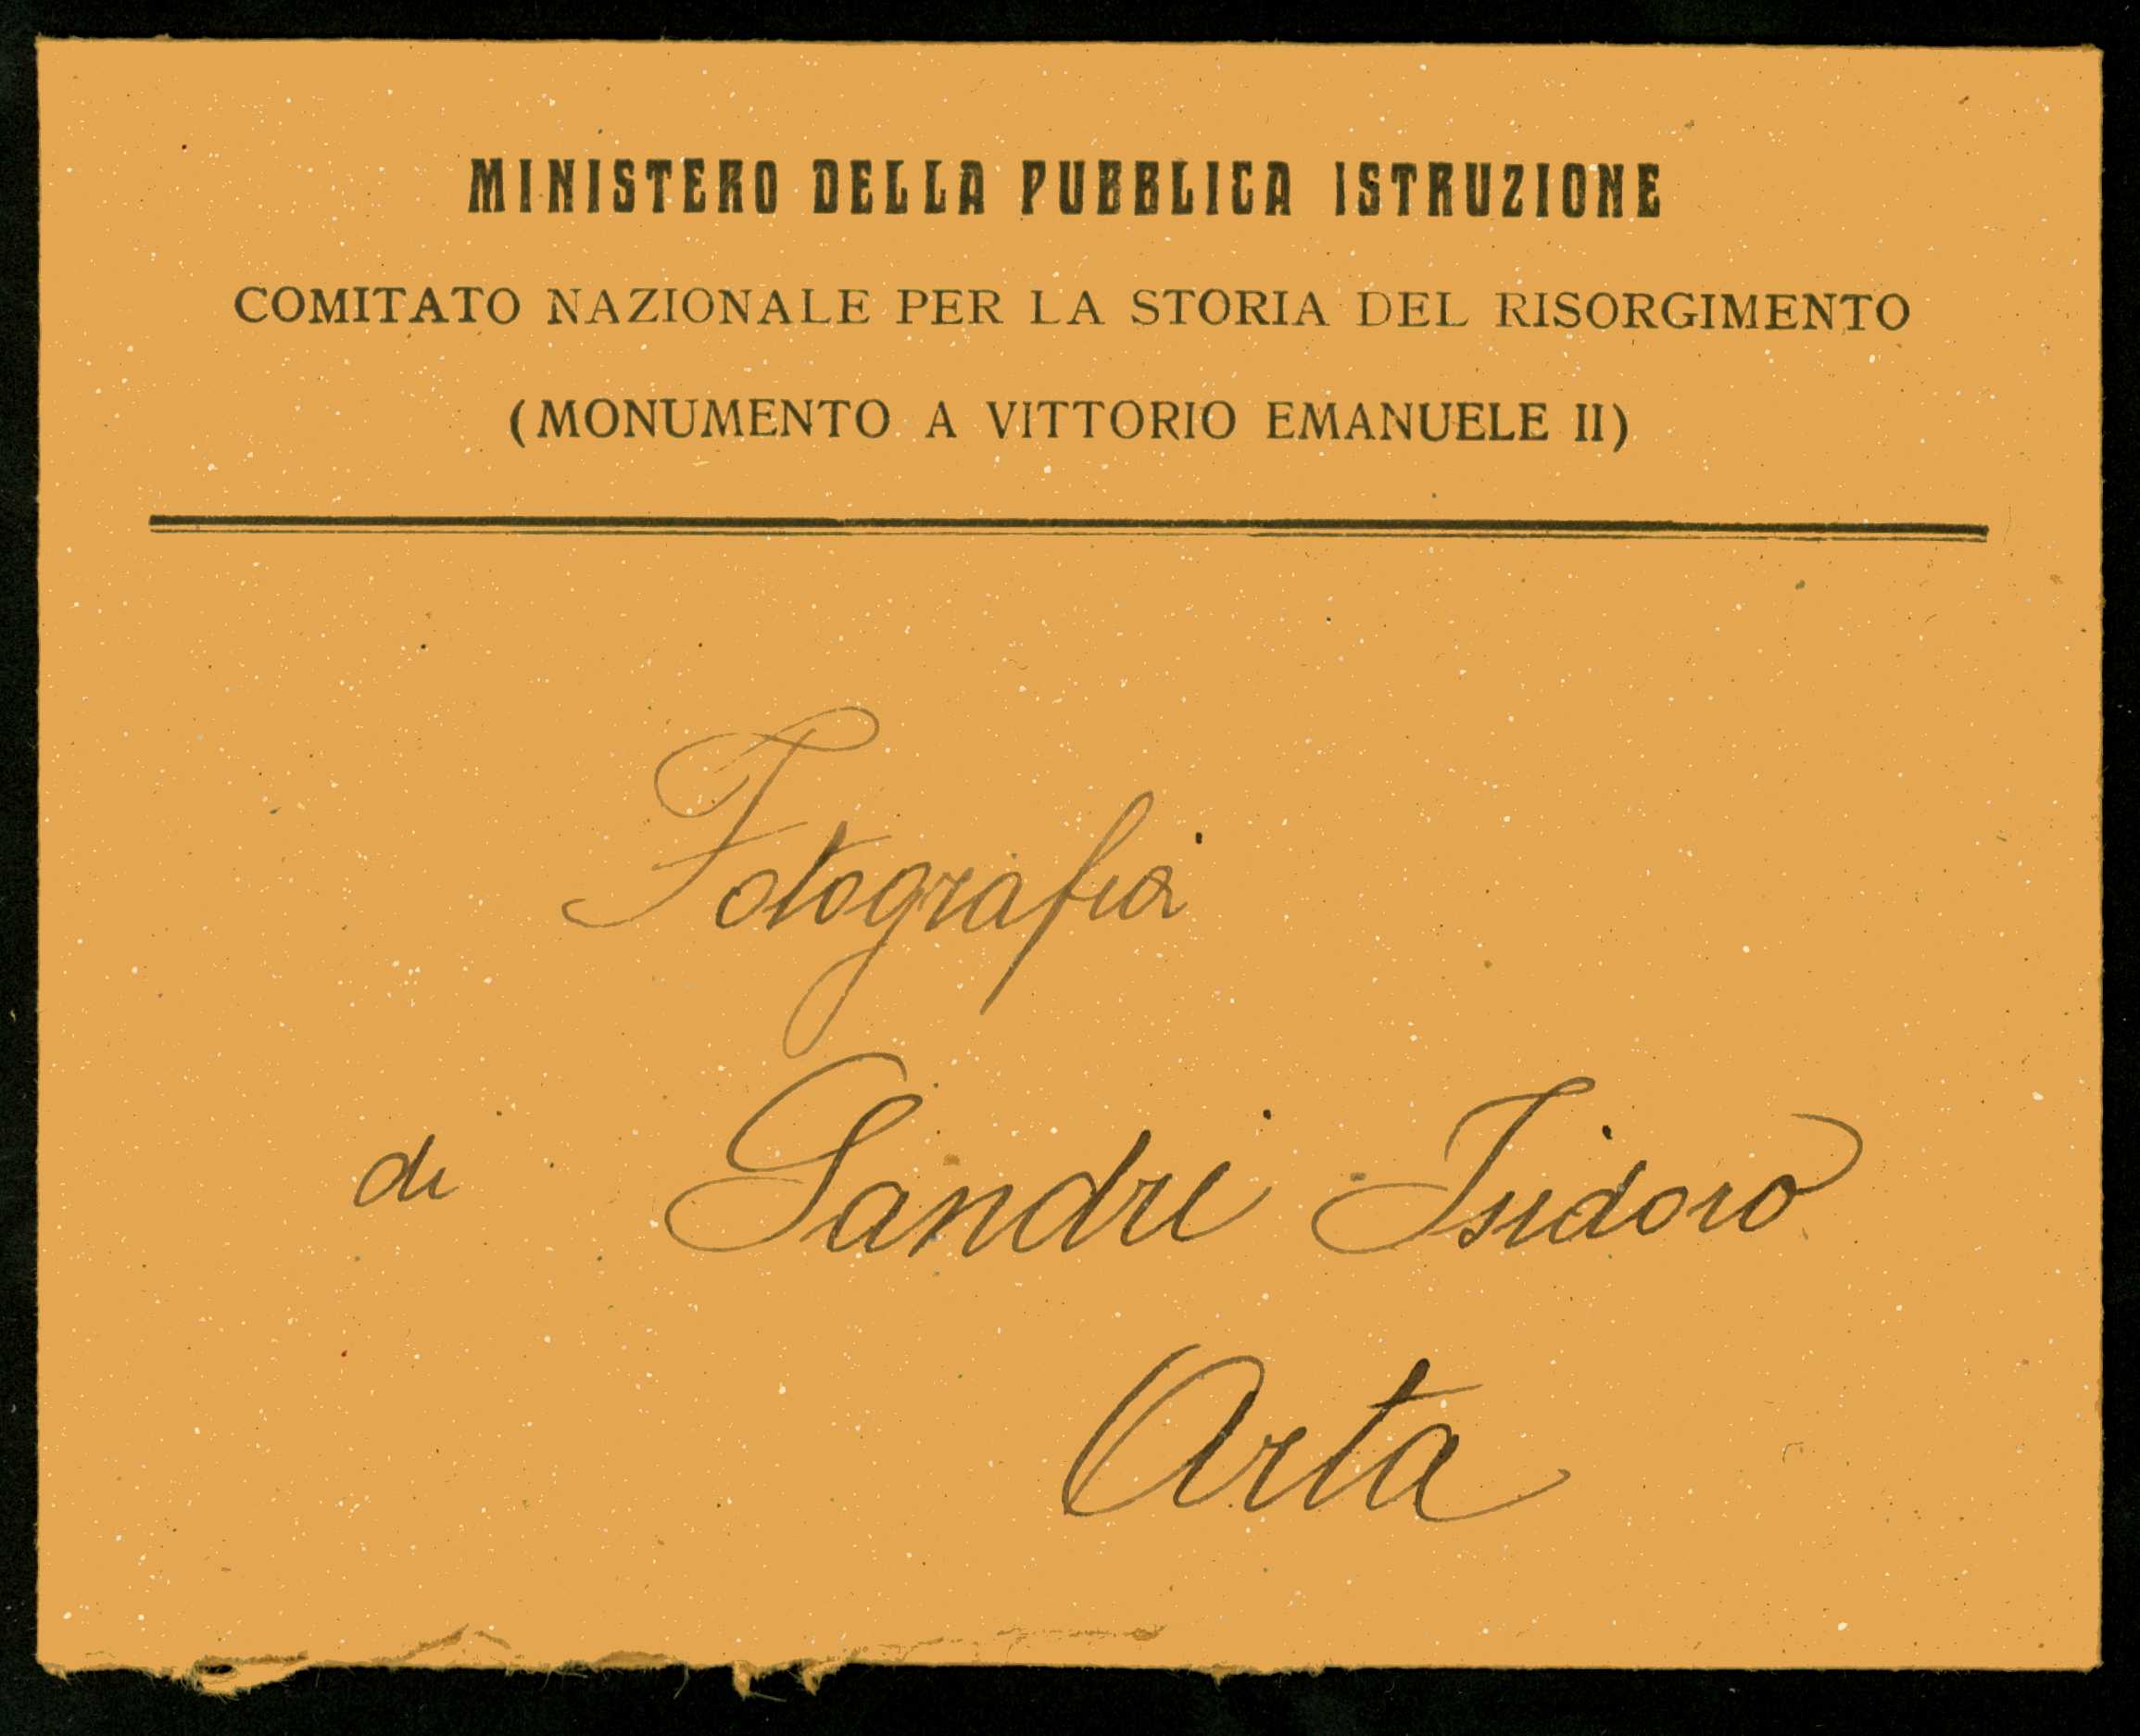 MINISTERO DELLA PUBBLICA ISTRUZIONE
COMITATO NAZIONALE PER LA STORIA DEL RISORGIMENTO
(MONUMENTO A VITTORIO EMANUELE II)
Fotografia
di Sandri Isidoro
Arta